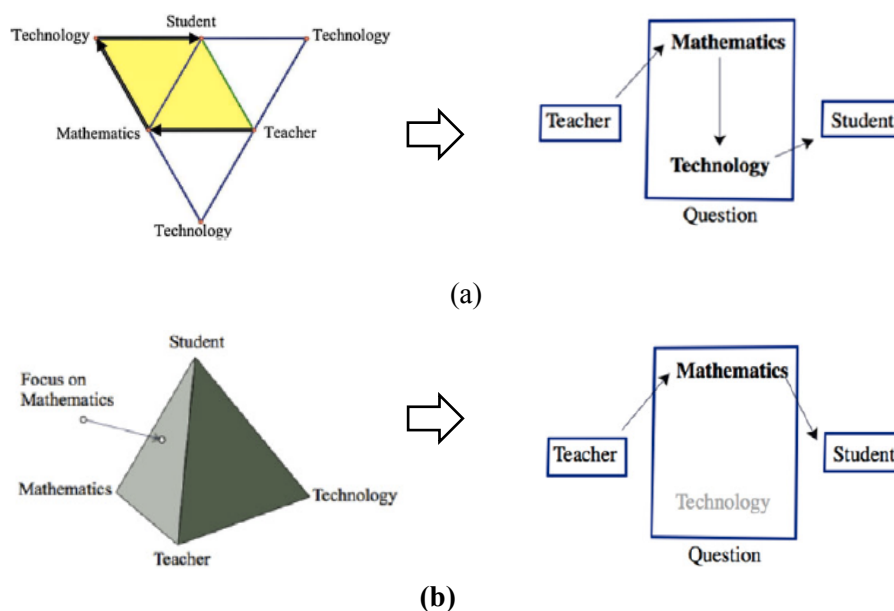 Student
Technology
Technology
Mathematics
Teacher
Technology
Mathematics
Teacher
Student
Technology
Question
(a)
Student
Focus on
Mathematics
Mathematics
Technology
Teacher
Mathematics
Teacher
Student
Technology
Question
(b)